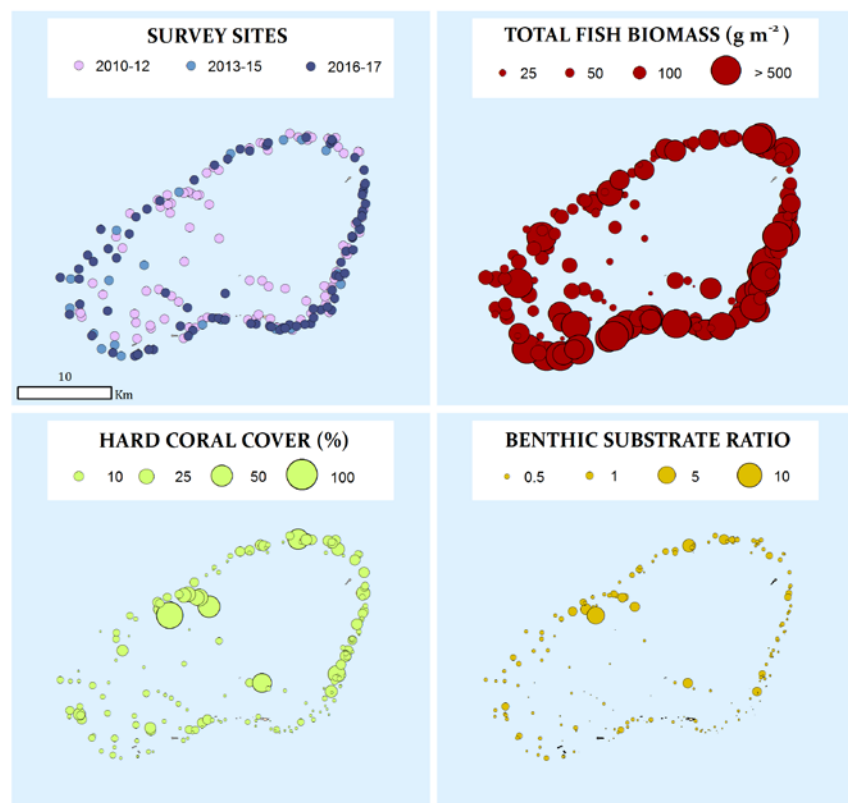 SURVEY SITES
2010-12 2013-15 2016-17
10
Km
TOTAL FISH BIOMASS (g m⁻²)
25 50 100 > 500
HARD CORAL COVER (%)
10 25 50 100
BENTHIC SUBSTRATE RATIO
0.5 1 5 10